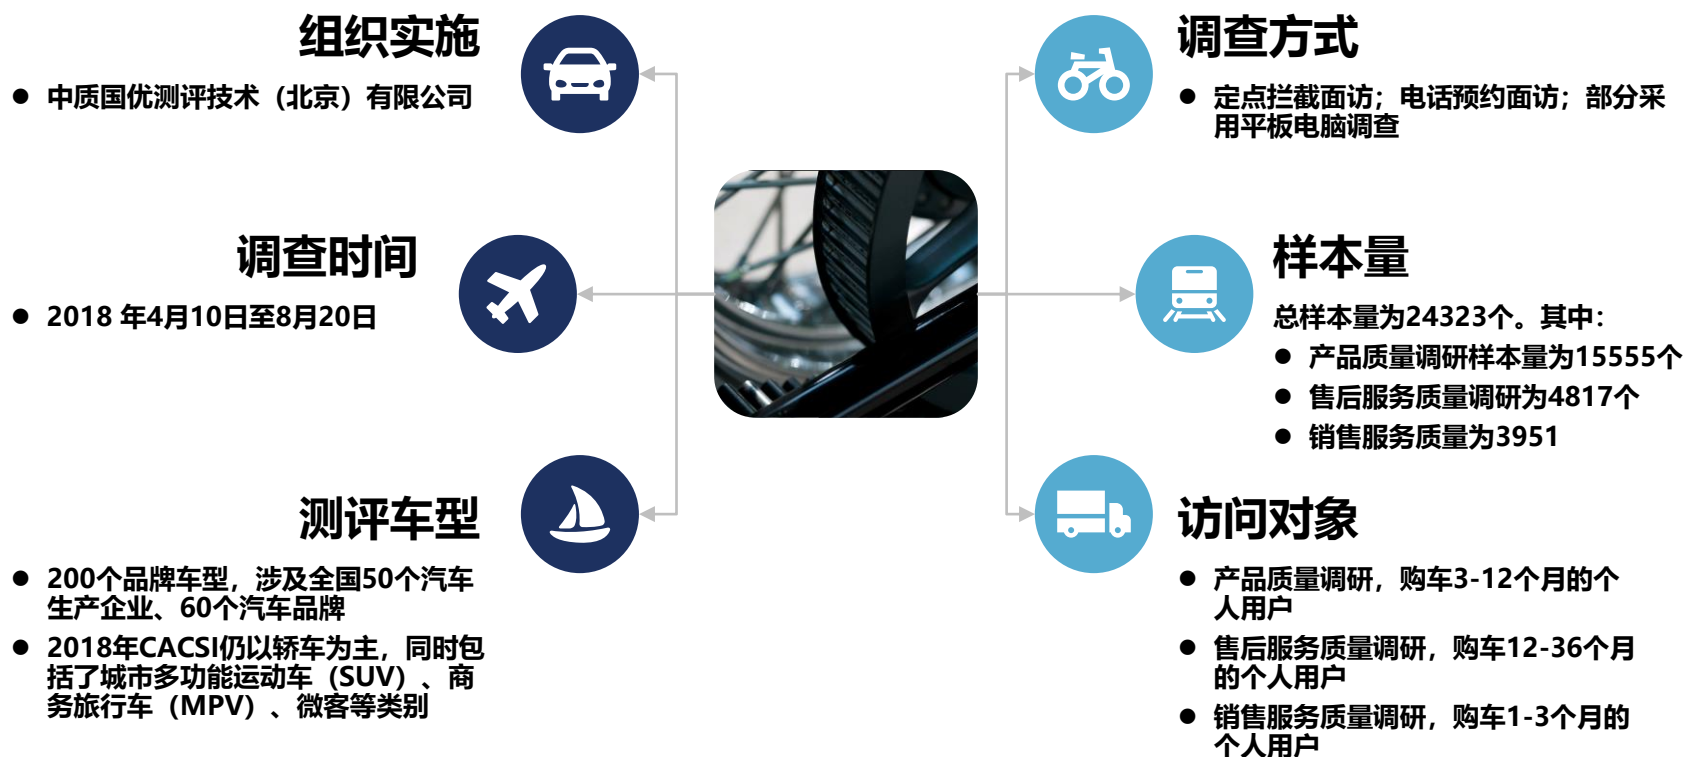 组织实施
● 中质国优测评技术（北京）有限公司
调查时间
● 2018 年4月10日至8月20日
测评车型
● 200个品牌车型，涉及全国50个汽车
生产企业、60个汽车品牌
● 2018年CACSI仍以轿车为主，同时包
括了城市多功能运动车（SUV）、商
务旅行车（MPV）、微客等类别
调查方式
● 定点拦截面访；电话预约面访；部分采
用平板电脑调查
样本量
总样本量为24323个。其中：
● 产品质量调研样本量为15555个
● 售后服务质量调研为4817个
● 销售服务质量为3951
访问对象
● 产品质量调研，购车3-12个月的个
人用户
● 售后服务质量调研，购车12-36个月
的个人用户
● 销售服务质量调研，购车1-3个月的
个人用户